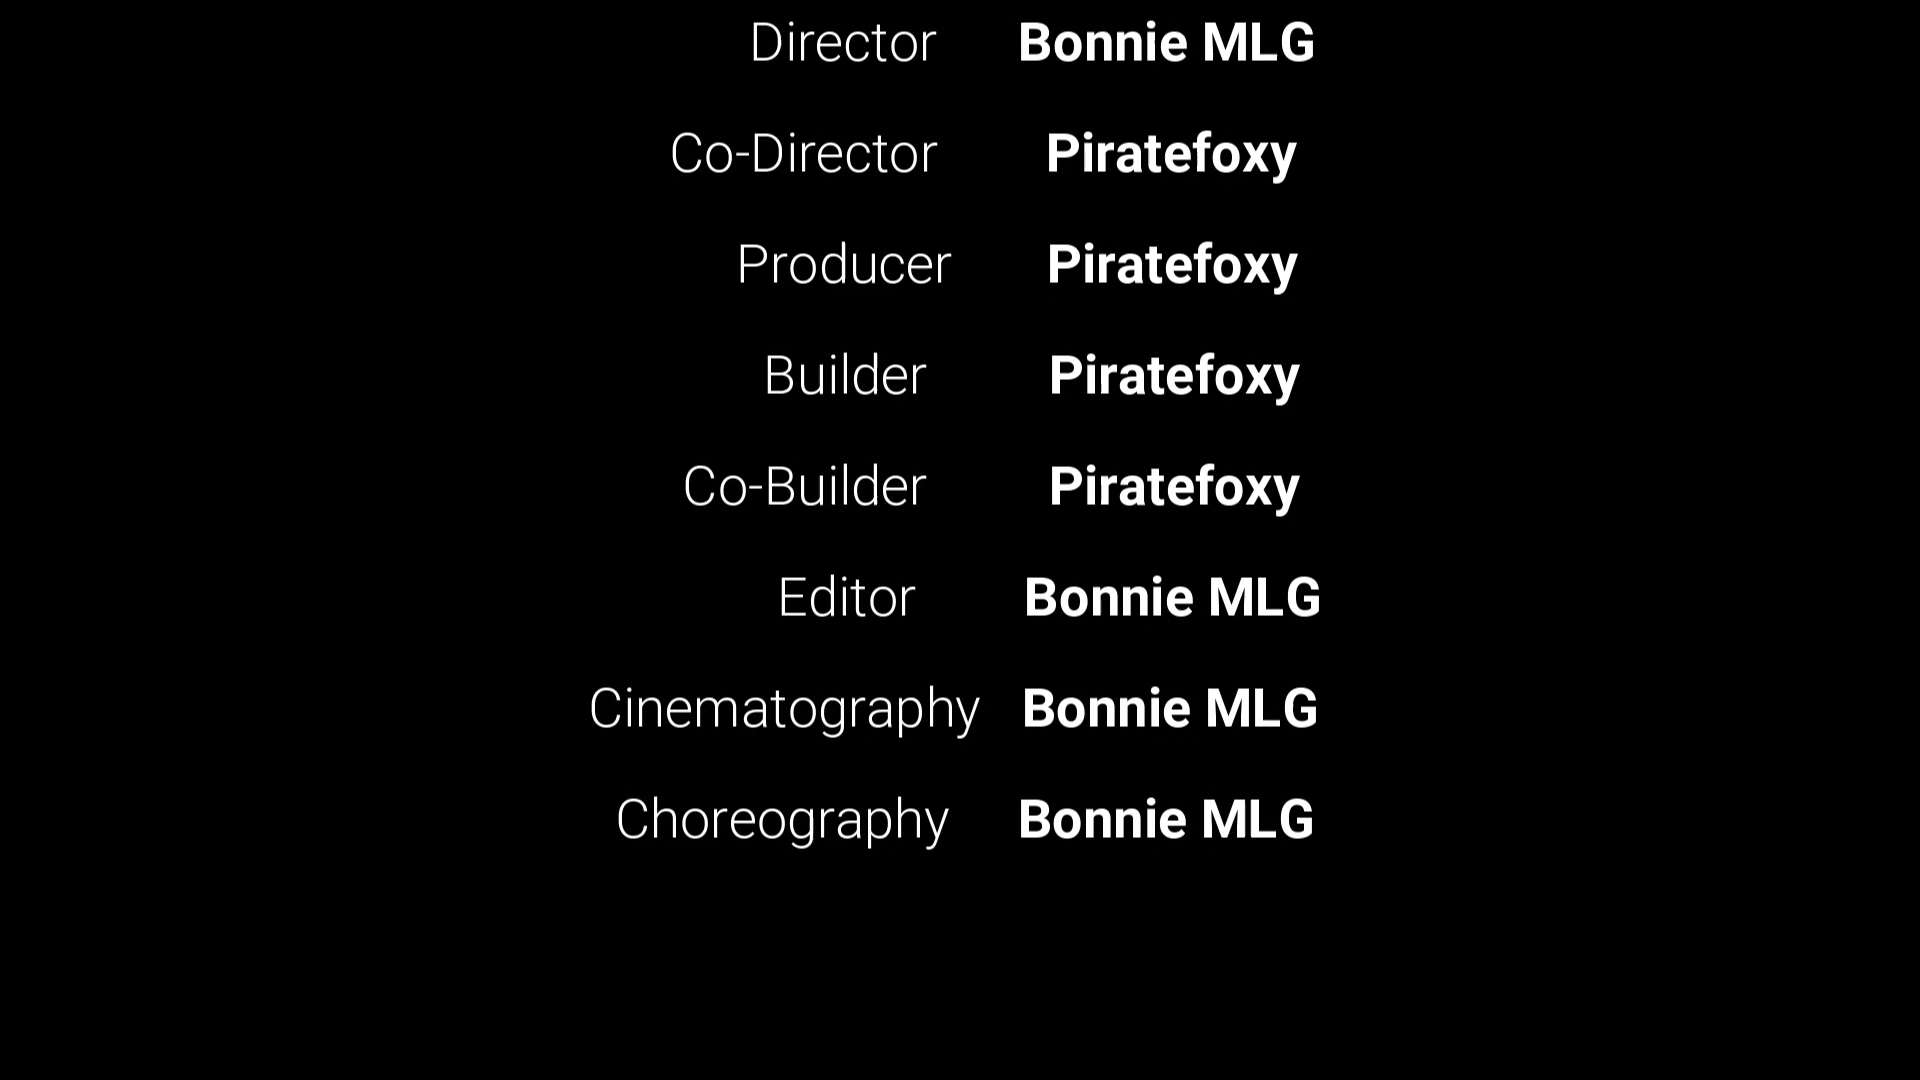 Director Bonnie MLG
Co-Director Piratefoxy
Producer Piratefoxy
Builder Piratefoxy
Co-Builder Piratefoxy
Editor Bonnie MLG
Cinematography Bonnie MLG
Choreography Bonnie MLG